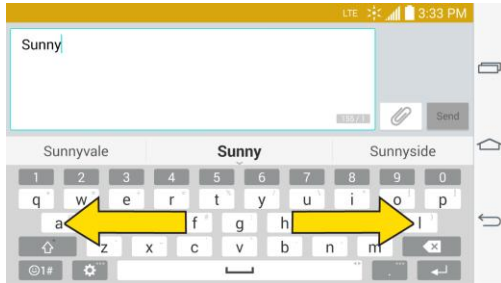 LTE 3:33 PM
Sunny
Send
Sunnyvale Sunny Sunnyside
1 2 3 4 5 6 7 8 9 0
q w e r t y u i o p
a f g h l
z x c v b n m
1# .